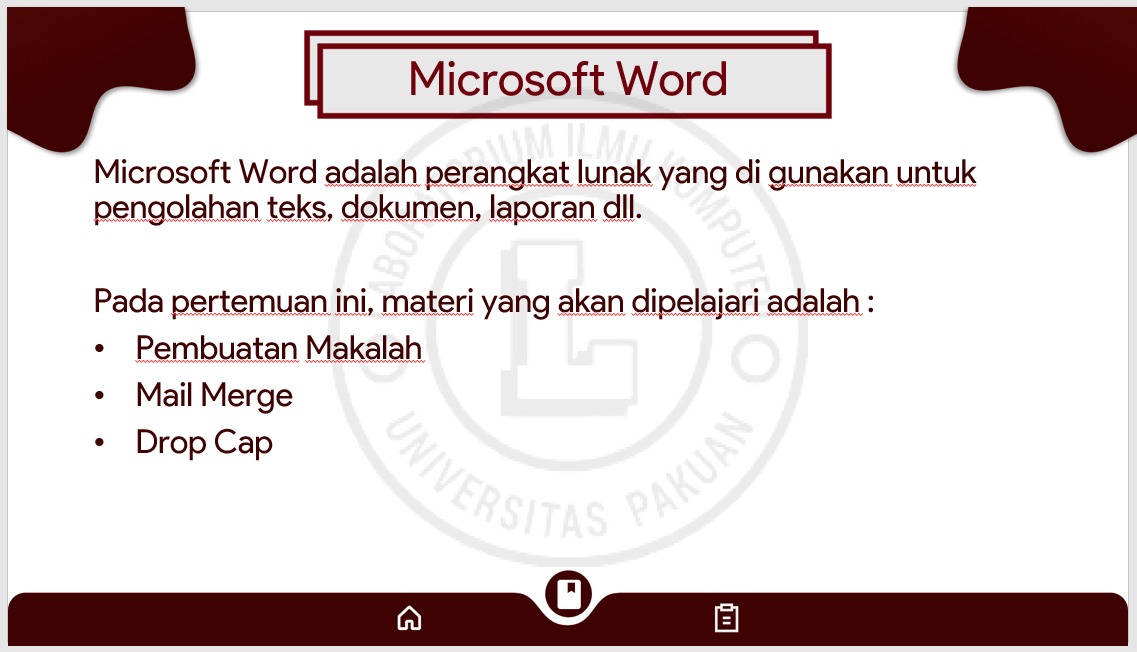 Microsoft Word
Microsoft Word adalah perangkat lunak yang di gunakan untuk
pengolahan teks, dokumen, laporan dll.
Pada pertemuan ini, materi yang akan dipelajari adalah :
• Pembuatan Makalah
• Mail Merge
• Drop Cap
LABORATORIUM ILMU KOMPUTER
L
UNIVERSITAS PAKUAN